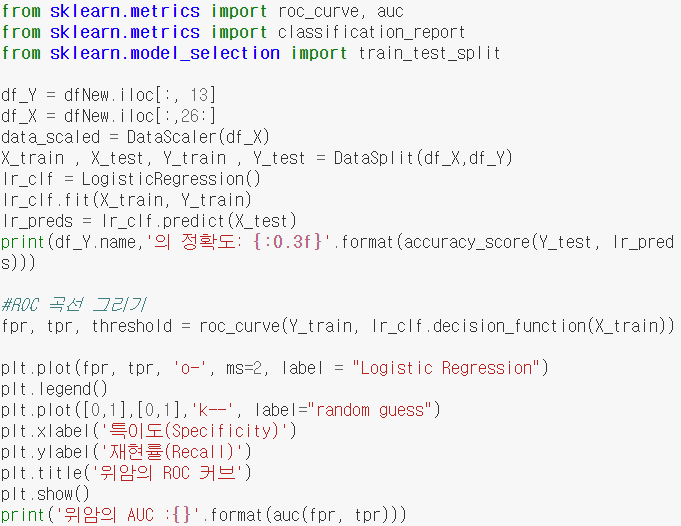 from sklearn.metrics import roc_curve, auc
from sklearn.metrics import classification_report
from sklearn.model_selection import train_test_split

df_Y = dfNew.iloc[:, 13]
df_X = dfNew.iloc[:,26:]
data_scaled = DataScaler(df_X)
X_train , X_test, Y_train , Y_test = DataSplit(df_X,df_Y)
lr_clf = LogisticRegression()
lr_clf.fit(X_train, Y_train)
lr_preds = lr_clf.predict(X_test)
print(df_Y.name,'의 정확도: {:0.3f}'.format(accuracy_score(Y_test, lr_pred
s)))

#ROC 곡선 그리기
fpr, tpr, threshold = roc_curve(Y_train, lr_clf.decision_function(X_train))

plt.plot(fpr, tpr, 'o-', ms=2, label = "Logistic Regression")
plt.legend()
plt.plot([0,1],[0,1],'k--', label="random guess")
plt.xlabel('특이도(Specificity)')
plt.ylabel('재현률(Recall)')
plt.title('위암의 ROC 커브')
plt.show()
print('위암의 AUC :{}'.format(auc(fpr, tpr)))